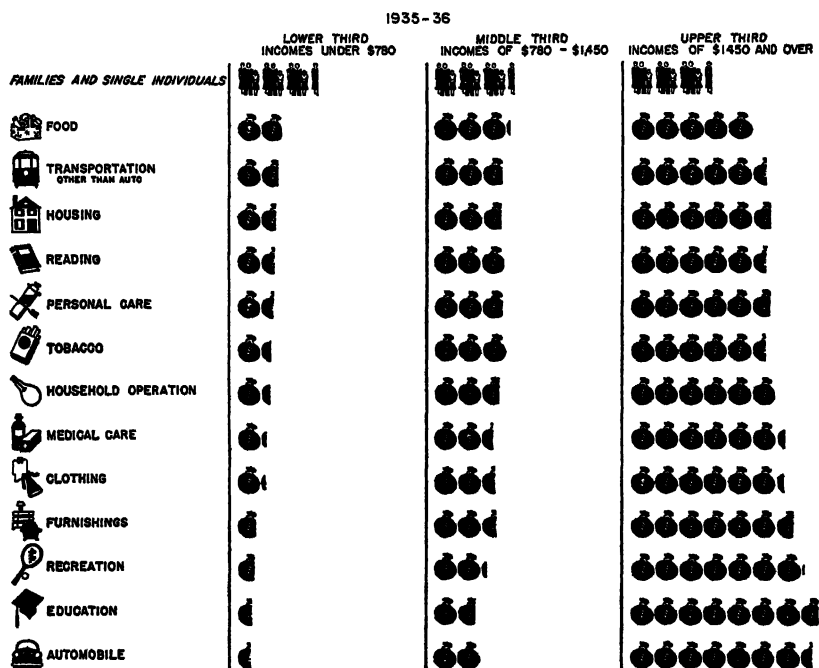 1935-36
LOWER THIRD
INCOMES UNDER $780
MIDDLE THIRD
INCOMES OF $780 - $1,450
UPPER THIRD
INCOMES OF $1450 AND OVER
FAMILIES AND SINGLE INDIVIDUALS
FOOD
TRANSPORTATION
OTHER THAN AUTO
HOUSING
READING
PERSONAL CARE
TOBACCO
HOUSEHOLD OPERATION
MEDICAL CARE
CLOTHING
FURNISHINGS
RECREATION
EDUCATION
AUTOMOBILE